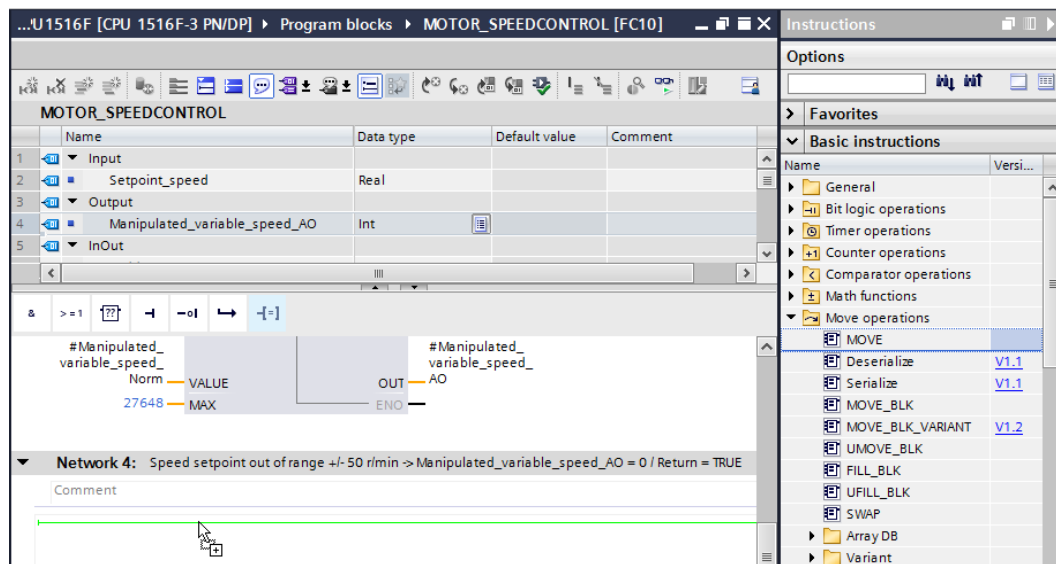 ...'U1516F [CPU 1516F-3 PN/DP] ▸ Program blocks ▸ MOTOR_SPEEDCONTROL [FC10]
MOTOR_SPEEDCONTROL
Name Data type Default value Comment
1 Input
2 Setpoint_speed Real
3 Output
4 Manipulated_variable_speed_AO Int
5 InOut
& >=1 ?? -[=]
#Manipulated_
variable_speed_
Norm
VALUE
27648
MAX
#Manipulated_
variable_speed_
AO
OUT
ENO
Network 4: Speed setpoint out of range +/- 50 r/min -> Manipulated_variable_speed_AO = 0 / Return = TRUE
Comment
Instructions
Options
Favorites
Basic instructions
Name Versi...
General
Bit logic operations
Timer operations
+1 Counter operations
Comparator operations
Math functions
Move operations
MOVE
Deserialize V1.1
Serialize V1.1
MOVE_BLK
MOVE_BLK_VARIANT V1.2
UMOVE_BLK
FILL_BLK
UFILL_BLK
SWAP
Array DB
Variant